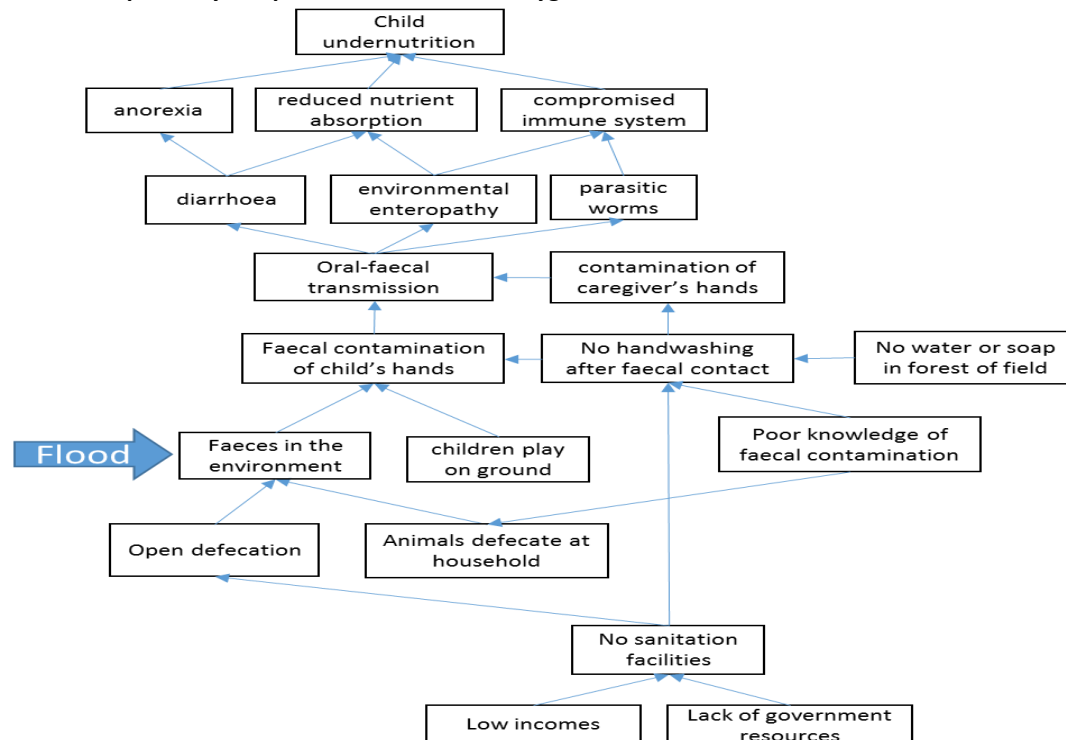 Child
undernutrition
anorexia
reduced nutrient
absorption
compromised
immune system
diarrhoea
environmental
enteropathy
parasitic
worms
Oral-faecal
transmission
contamination of
caregiver's hands
Faecal contamination
of child's hands
No handwashing
after faecal contact
No water or soap
in forest of field
Flood
Faeces in the
environment
children play
on ground
Poor knowledge of
faecal contamination
Open defecation
Animals defecate at
household
No sanitation
facilities
Low incomes
Lack of government
resources